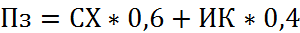 Пз = СХ * 0,6 + ИК * 0,4